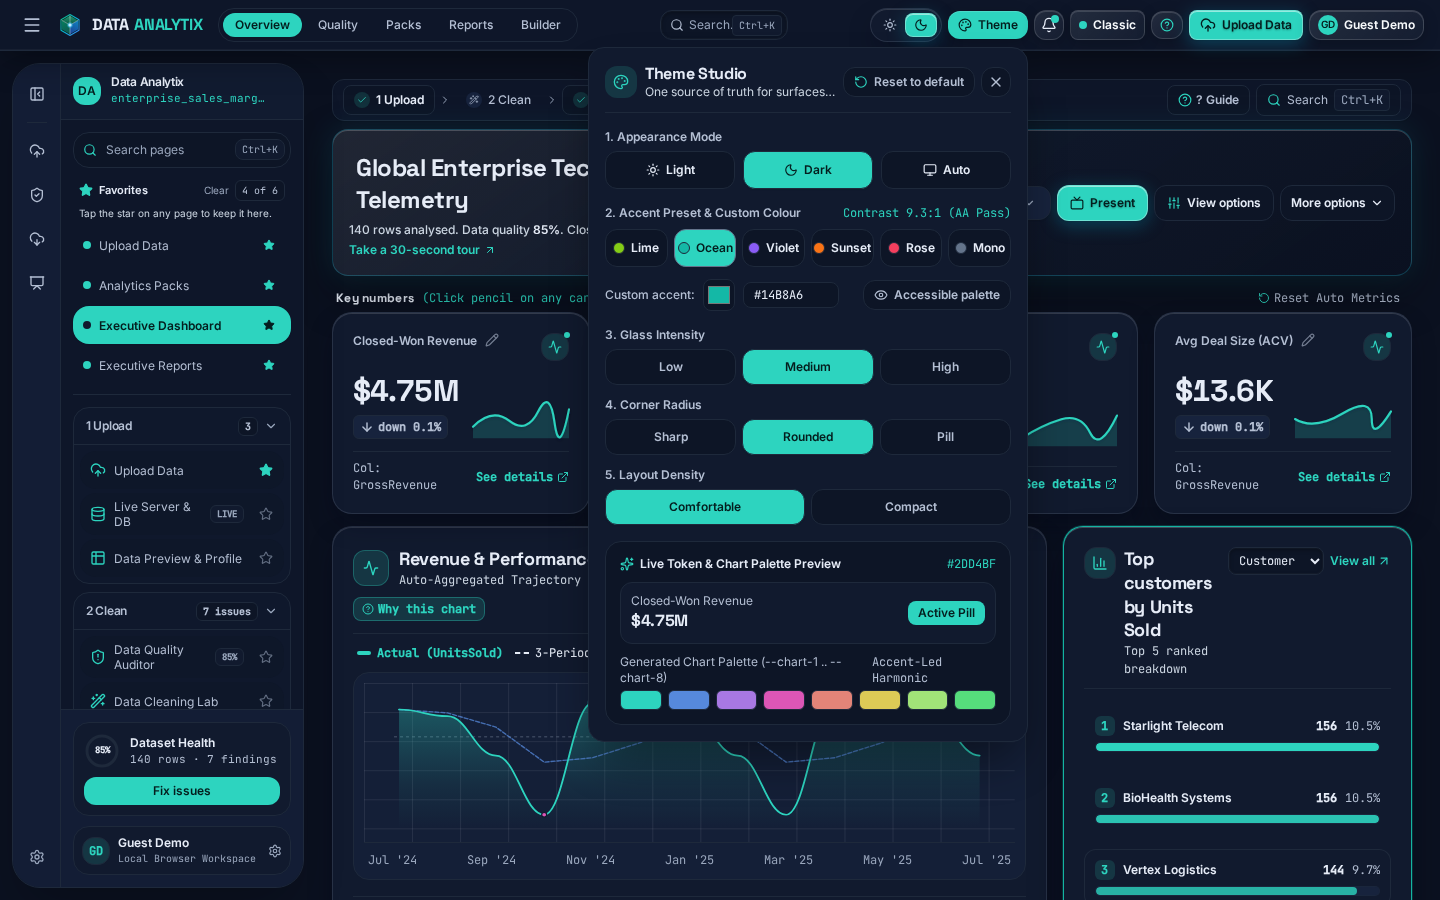 DATA ANALYTIX
Overview
Quality
Packs
Reports
Builder
Search.
Ctrl+K
Theme
Classic
Upload Data
GD
Guest Demo
DA
Data Analytix
enterprise_sales_marg…
Search pages
Ctrl+K
Favorites
Clear
4 of 6
Tap the star on any page to keep it here.
Upload Data
Analytics Packs
Executive Dashboard
Executive Reports
1 Upload
3
Upload Data
Live Server &
DB
LIVE
Data Preview & Profile
2 Clean
7 issues
Data Quality
Auditor
85%
Data Cleaning Lab
85%
Dataset Health
140 rows · 7 findings
Fix issues
GD
Guest Demo
Local Browser Workspace
1 Upload
2 Clean
? Guide
Search
Ctrl+K
Global Enterprise Tec
Telemetry
140 rows analysed. Data quality 85%. Clos
Take a 30-second tour
Present
View options
More options
Key numbers
(Click pencil on any car
Reset Auto Metrics
Closed-Won Revenue
$4.75M
down 0.1%
Col:
GrossRevenue
See details
See details
Avg Deal Size (ACV)
$13.6K
down 0.1%
Col:
GrossRevenue
See details
Revenue & Performanc
Auto-Aggregated Trajectory
Why this chart
Actual (UnitsSold)
3-Period
Jul '24
Sep '24
Nov '24
Jan '25
Mar '25
May '25
Jul '25
Top
customers
by Units
Sold
Top 5 ranked
breakdown
Customer
View all
1
Starlight Telecom
156
10.5%
2
BioHealth Systems
156
10.5%
3
Vertex Logistics
144
9.7%
Theme Studio
One source of truth for surfaces…
Reset to default
1. Appearance Mode
Light
Dark
Auto
2. Accent Preset & Custom Colour
Contrast 9.3:1 (AA Pass)
Lime
Ocean
Violet
Sunset
Rose
Mono
Custom accent:
#14B8A6
Accessible palette
3. Glass Intensity
Low
Medium
High
4. Corner Radius
Sharp
Rounded
Pill
5. Layout Density
Comfortable
Compact
Live Token & Chart Palette Preview
#2DD4BF
Closed-Won Revenue
$4.75M
Active Pill
Generated Chart Palette (--chart-1 .. --
chart-8)
Accent-Led
Harmonic